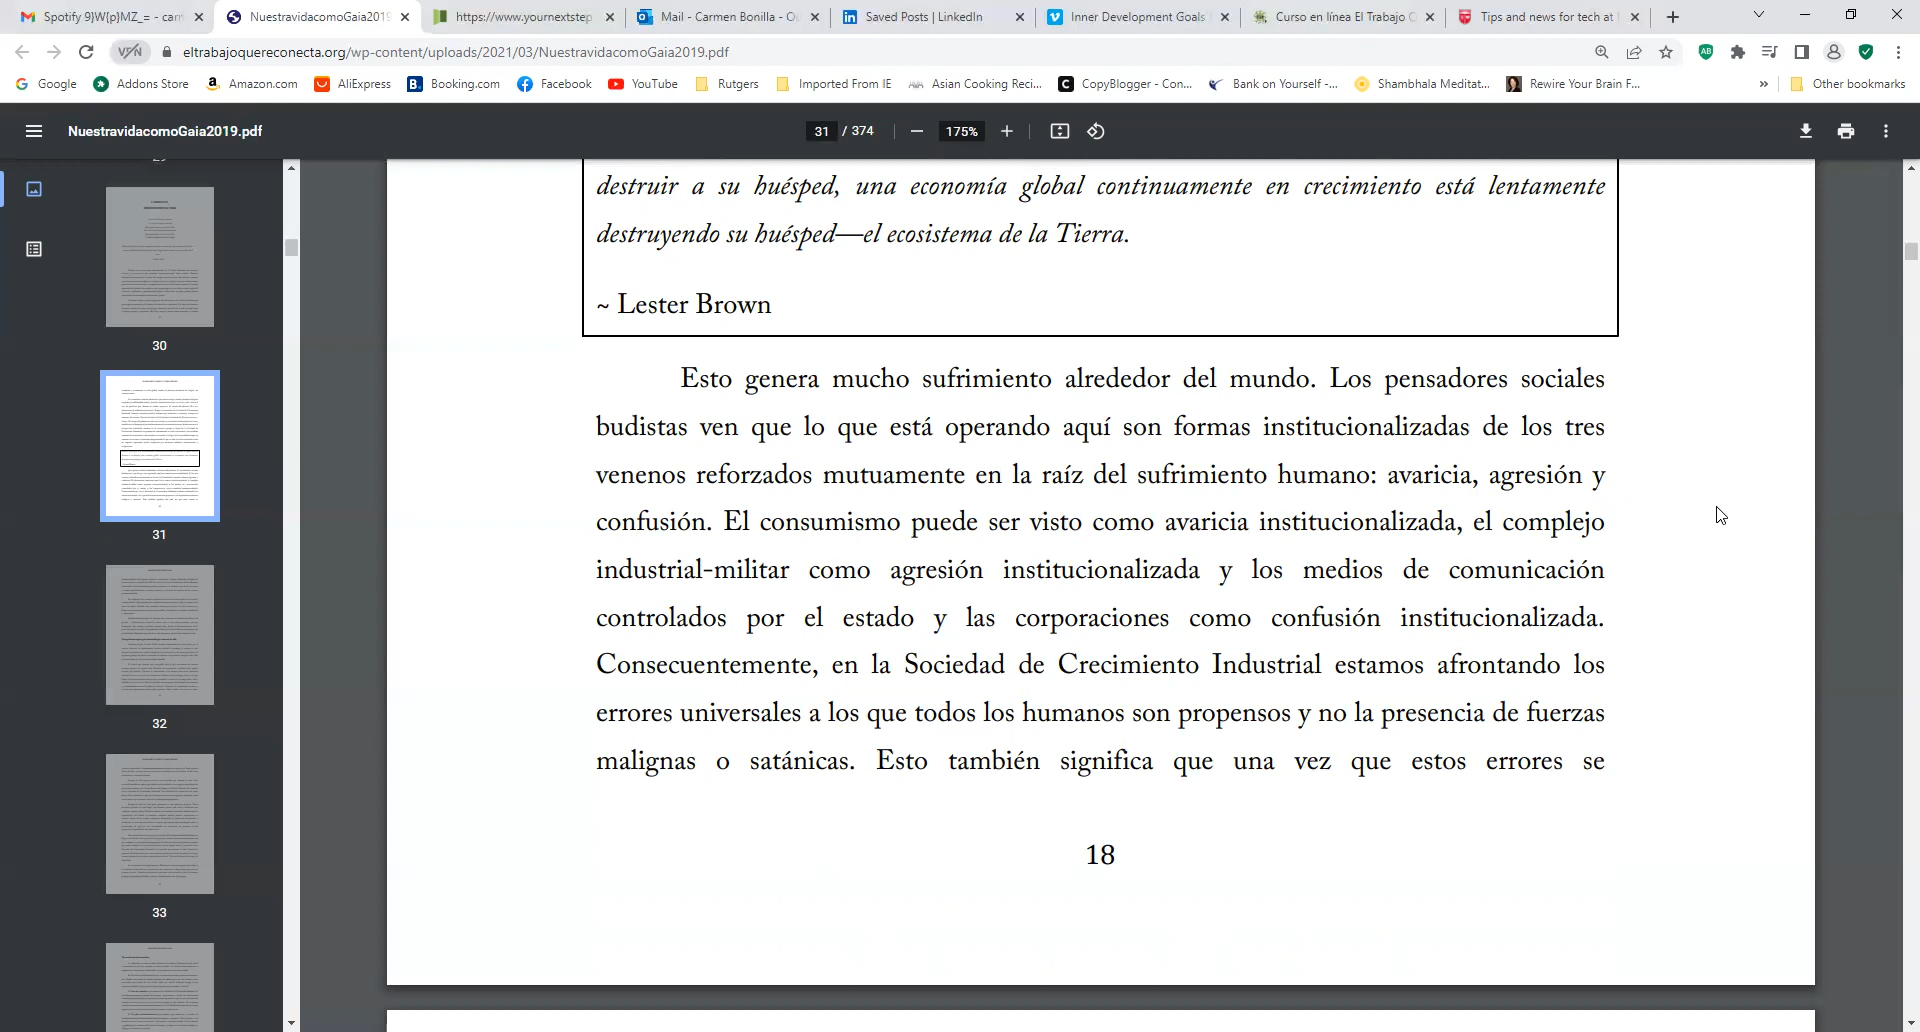 Spotify 9}W{p}MZ_= - carr
NuestravidacomoGaia2019
https://www.yournextstep
Mail - Carmen Bonilla - O
Saved Posts | LinkedIn
Inner Development Goals
Curso en línea El Trabajo C
Tips and news for tech at
VPN
eltrabajoquereconecta.org/wp-content/uploads/2021/03/NuestravidacomoGaia2019.pdf
Google
Addons Store
Amazon.com
AliExpress
Booking.com
Facebook
YouTube
Rutgers
Imported From IE
Asian Cooking Reci...
CopyBlogger - Con...
Bank on Yourself -...
Shambhala Meditat...
Rewire Your Brain F...
»
Other bookmarks
NuestravidacomoGaia2019.pdf
31 / 374
175%
30
31
32
33
destruir a su huésped, una economía global continuamente en crecimiento está lentamente
destruyendo su huésped—el ecosistema de la Tierra.
~ Lester Brown
Esto genera mucho sufrimiento alrededor del mundo. Los pensadores sociales
budistas ven que lo que está operando aquí son formas institucionalizadas de los tres
venenos reforzados mutuamente en la raíz del sufrimiento humano: avaricia, agresión y
confusión. El consumismo puede ser visto como avaricia institucionalizada, el complejo
industrial-militar como agresión institucionalizada y los medios de comunicación
controlados por el estado y las corporaciones como confusión institucionalizada.
Consecuentemente, en la Sociedad de Crecimiento Industrial estamos afrontando los
errores universales a los que todos los humanos son propensos y no la presencia de fuerzas
malignas o satánicas. Esto también significa que una vez que estos errores se
18